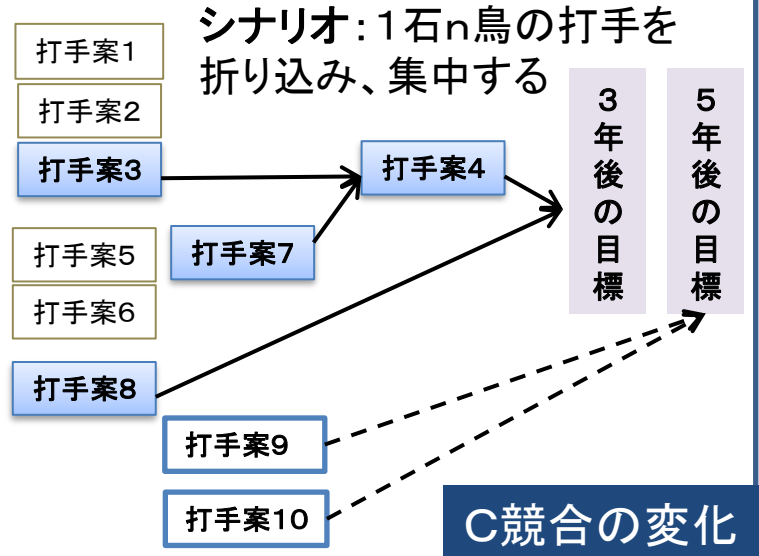 シナリオ：１石ｎ鳥の打手を
折り込み、集中する
打手案1
打手案2
打手案3
打手案4
打手案5
打手案7
打手案6
打手案8
打手案9
打手案10
３年後の目標
５年後の目標
C競合の変化